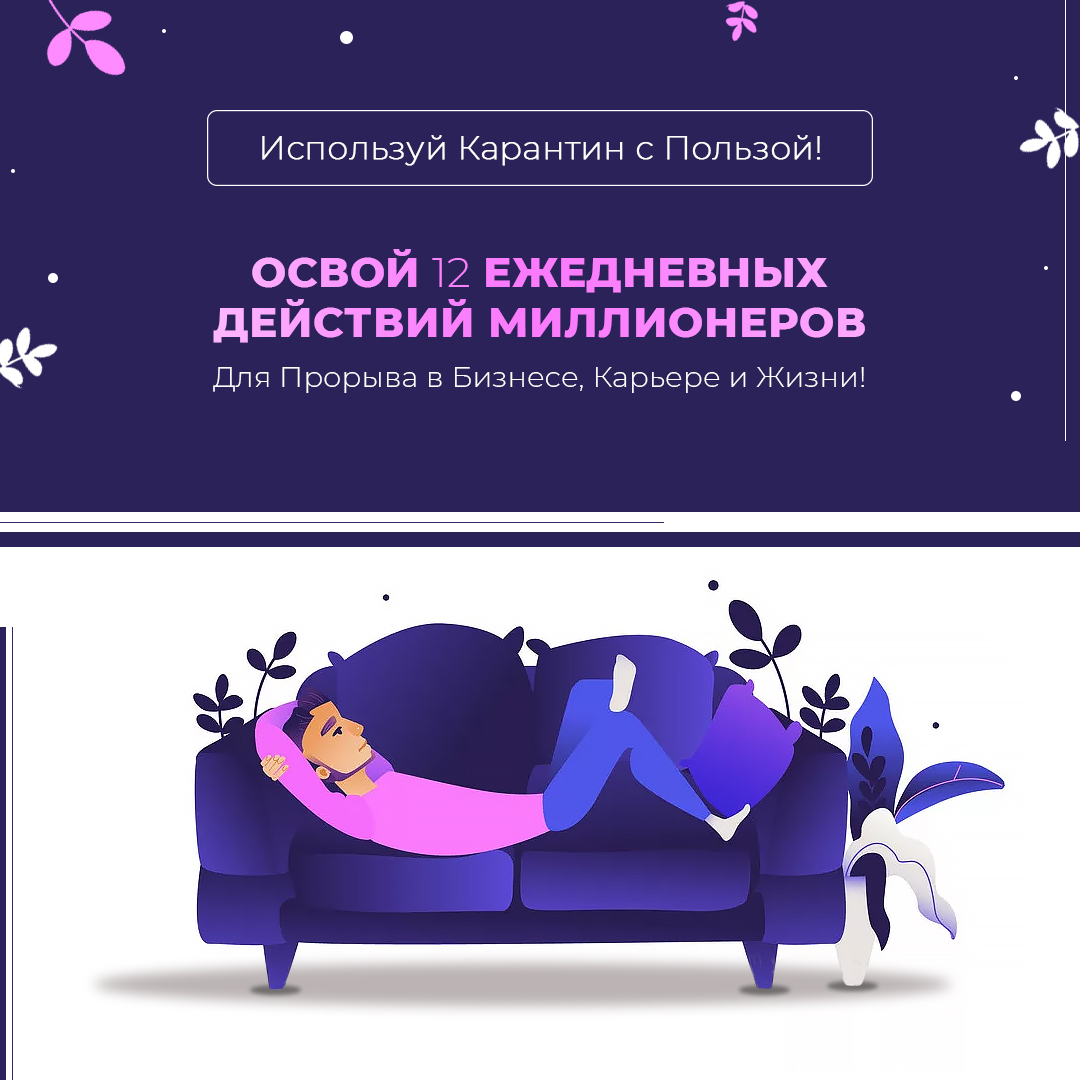 Используй Карантин с Пользой!
ОСВОЙ 12 ЕЖЕДНЕВНЫХ
ДЕЙСТВИЙ МИЛЛИОНЕРОВ
Для Прорыва в Бизнесе, Карьере и Жизни!